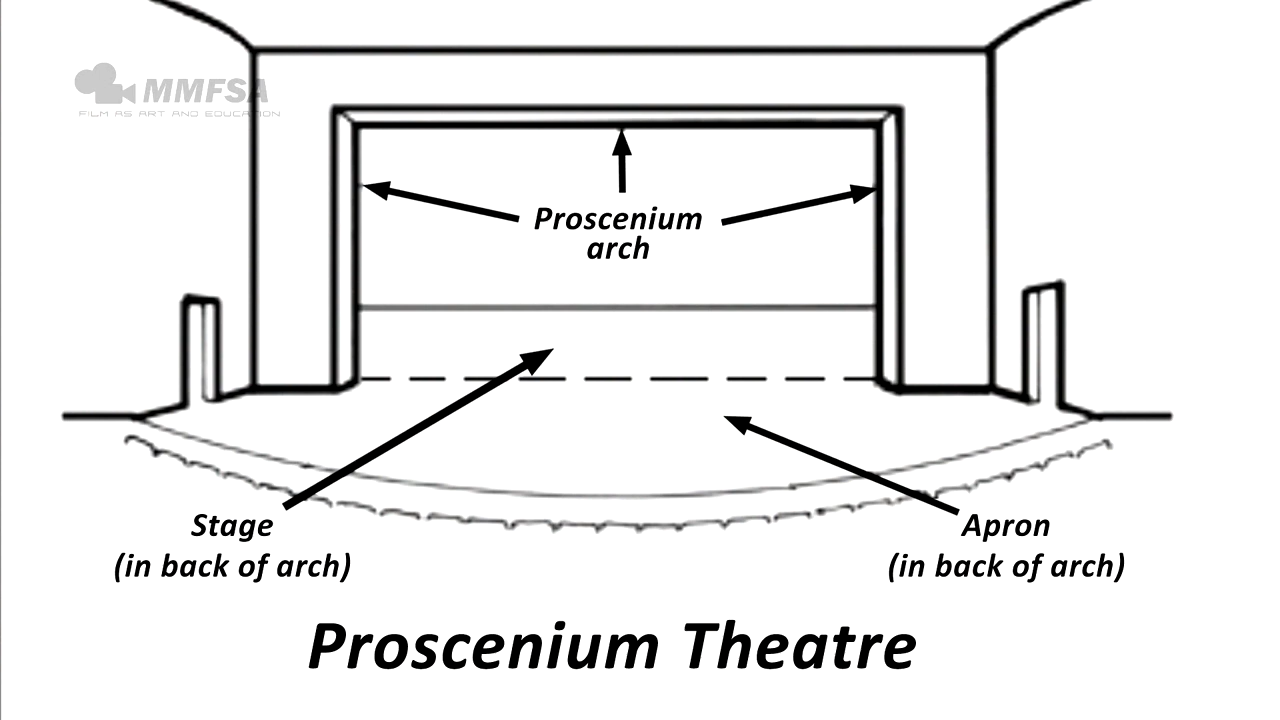 MMFSA
FILM AS ART AND EDUCATION
Proscenium
arch
Stage
(in back of arch)
Apron
(in back of arch)
Proscenium Theatre